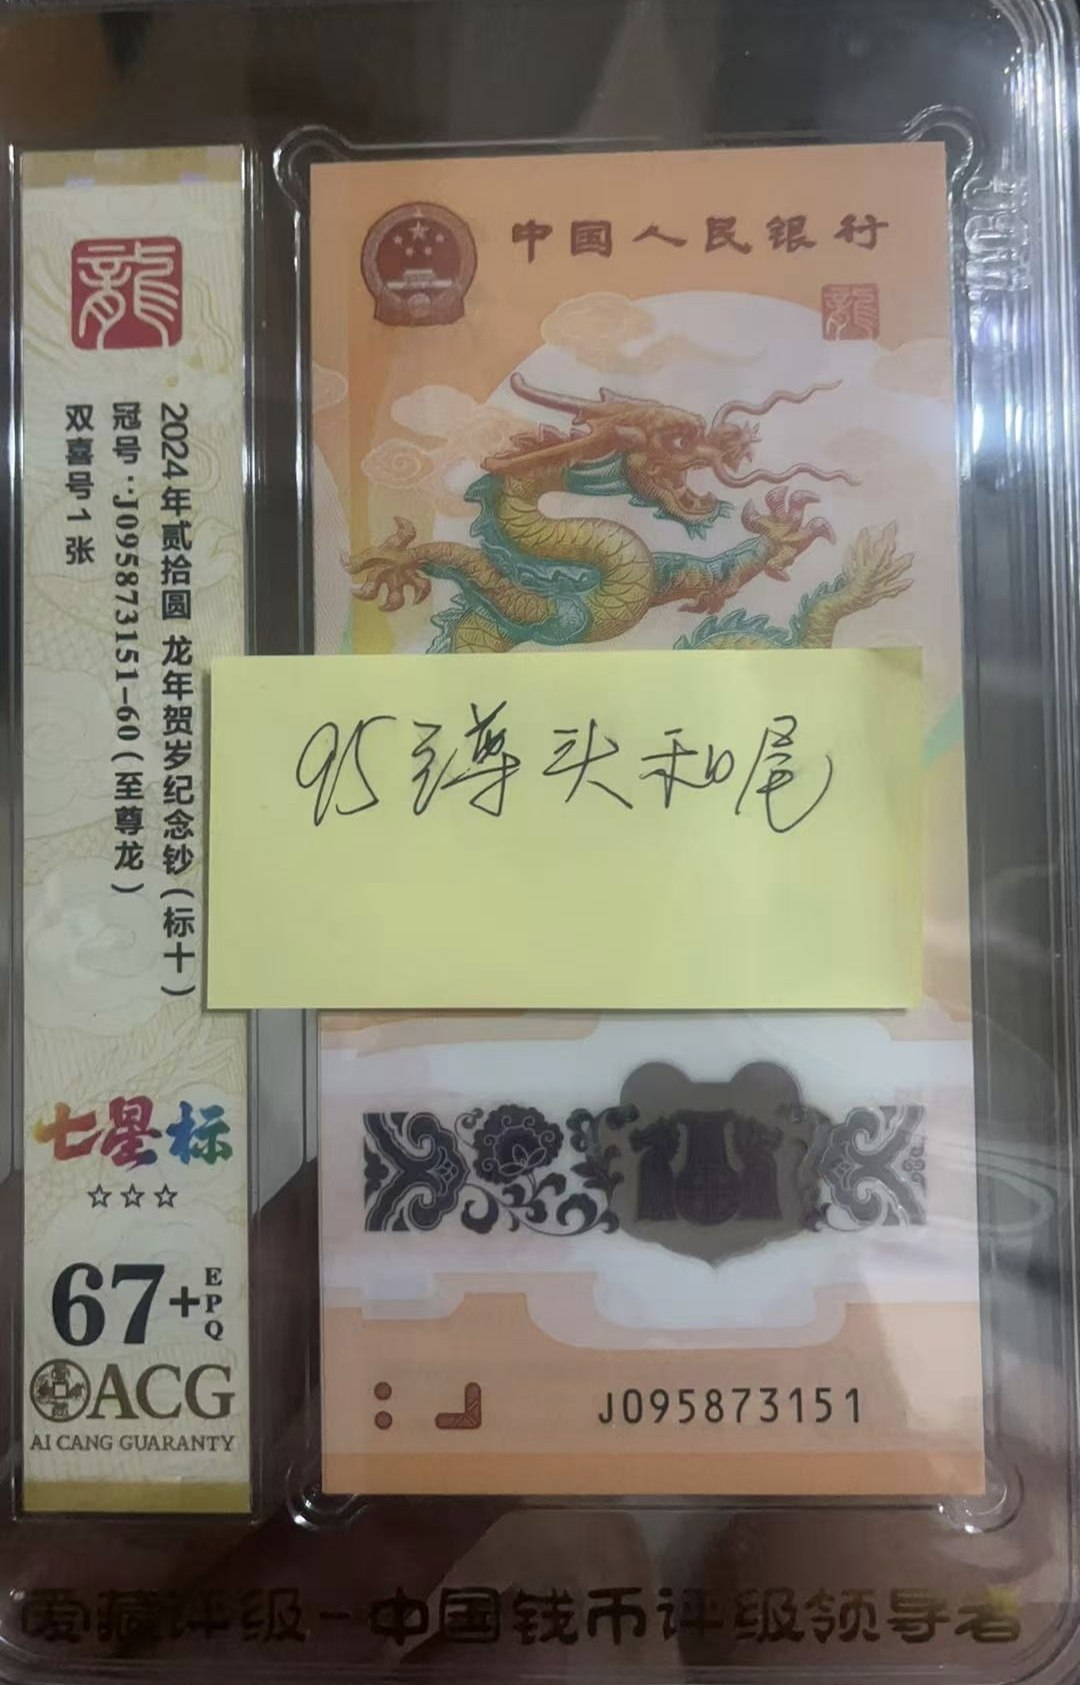 龍
2024年贰拾圆 龙年贺岁纪念钞(标十)
冠号:J095873151-60(至尊龙)
双喜号1张
七星标
☆☆☆
67+EPQ
ACG
AI CANG GUARANTY
中国人民银行
龍
95至尊头和尾
J095873151
爱藏评级-中国钱币评级领导者